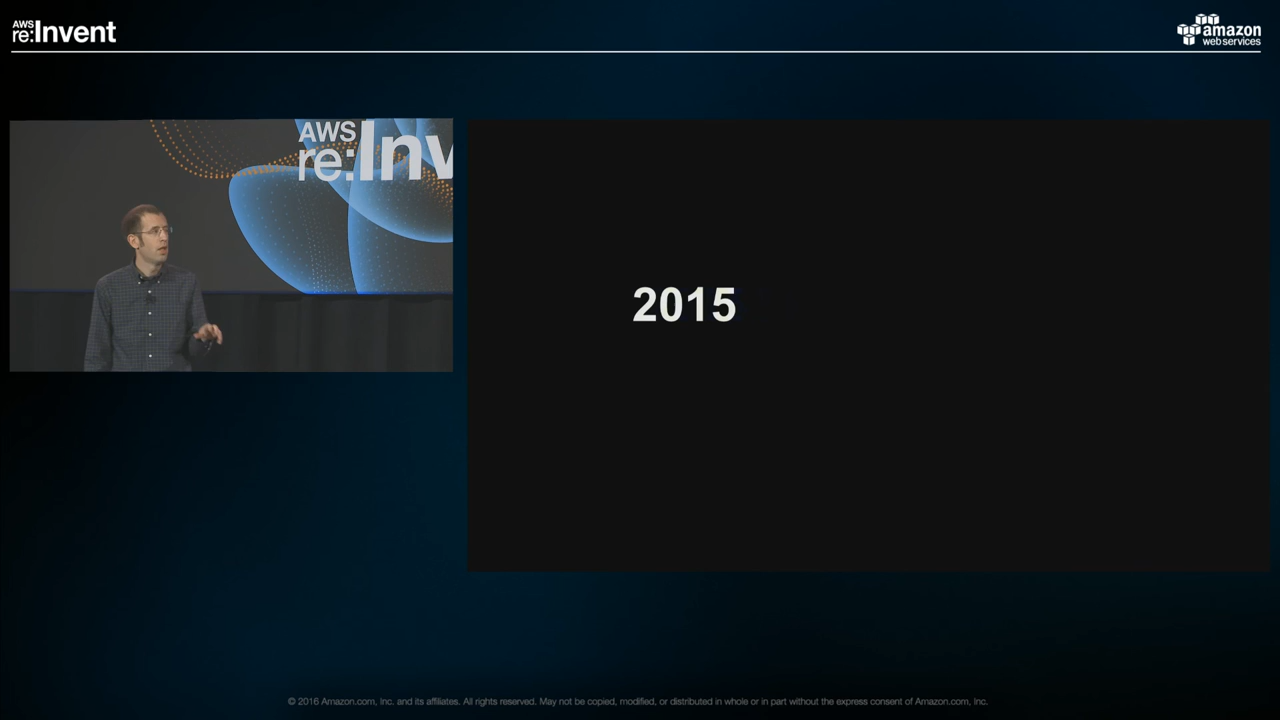 AWS
re:Invent
amazon
webservices
AWS
re:Inv
2015
© 2016 Amazon.com, Inc. and its affiliates. All rights reserved. May not be copied, modified, or distributed in whole or in part without the express consent of Amazon.com, Inc.